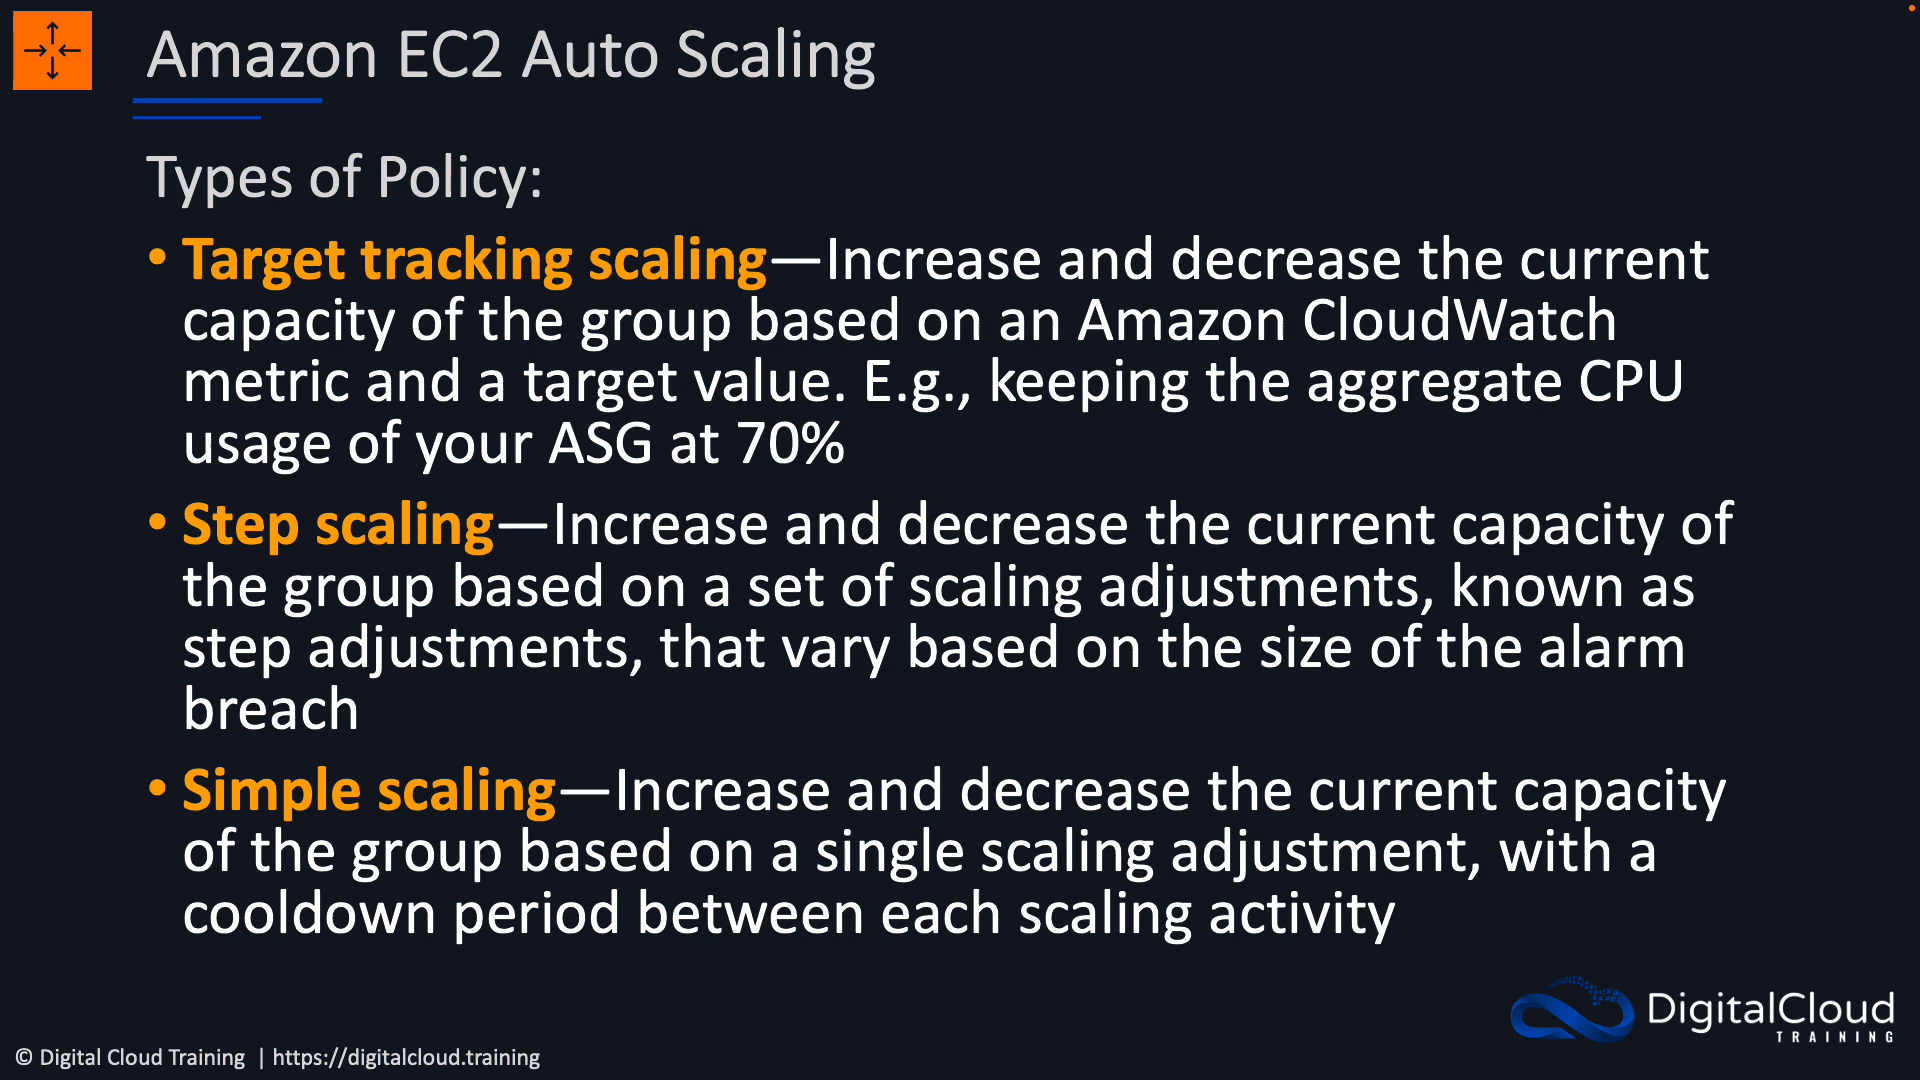 Amazon EC2 Auto Scaling
Types of Policy:
• Target tracking scaling—Increase and decrease the current
capacity of the group based on an Amazon CloudWatch
metric and a target value. E.g., keeping the aggregate CPU
usage of your ASG at 70%
• Step scaling—Increase and decrease the current capacity of
the group based on a set of scaling adjustments, known as
step adjustments, that vary based on the size of the alarm
breach
• Simple scaling—Increase and decrease the current capacity
of the group based on a single scaling adjustment, with a
cooldown period between each scaling activity
DigitalCloud
TRAINING
© Digital Cloud Training | https://digitalcloud.training